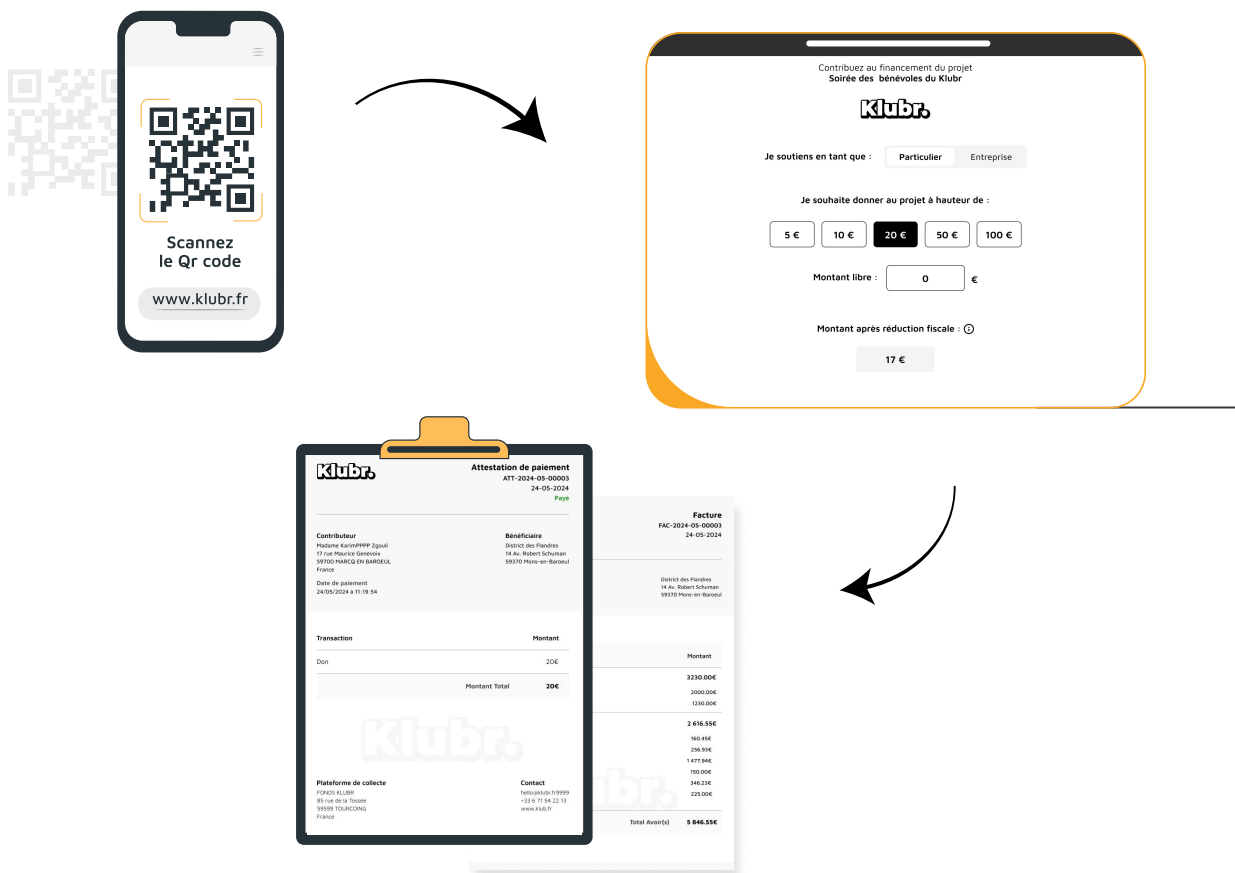 Scannez
le Qr code
www.klubr.fr
Contribuez au financement du projet
Soirée des bénévoles du Klubr
Klubr.
Je soutiens en tant que :
Particulier
Entreprise
Je souhaite donner au projet à hauteur de :
5 €
10 €
20 €
50 €
100 €
Montant libre :
0
€
Montant après réduction fiscale :
17 €
Klubr.
Attestation de paiement
ATT-2024-05-00003
24-05-2024
Payé
Contributeur
Madame KarimPPPP Zgouli
17 rue Maurice Genevoix
59700 MARCQ EN BAROEUL
France
Date de paiement
24/05/2024 à 11:19:54
Bénéficiaire
District des Flandres
14 Av. Robert Schuman
59370 Mons-en-Baroeul
Transaction
Montant
Don
20€
Montant Total
20€
Klubr.
Plateforme de collecte
FONDS KLUBR
85 rue de la Tossée
59599 TOURCOING
France
Contact
hello@klubr.fr9999
+33 6 71 94 22 13
www.klub.fr
Facture
FAC-2024-05-00003
24-05-2024
District des Flandres
14 Av. Robert Schuman
59370 Mons-en-Baroeul
Montant
3230.00€
2000.00€
1230.00€
2 616.55€
160.45€
256.93€
1 477.94€
150.00€
346.23€
225.00€
br.
Total Avoir(s)
5 846.55€